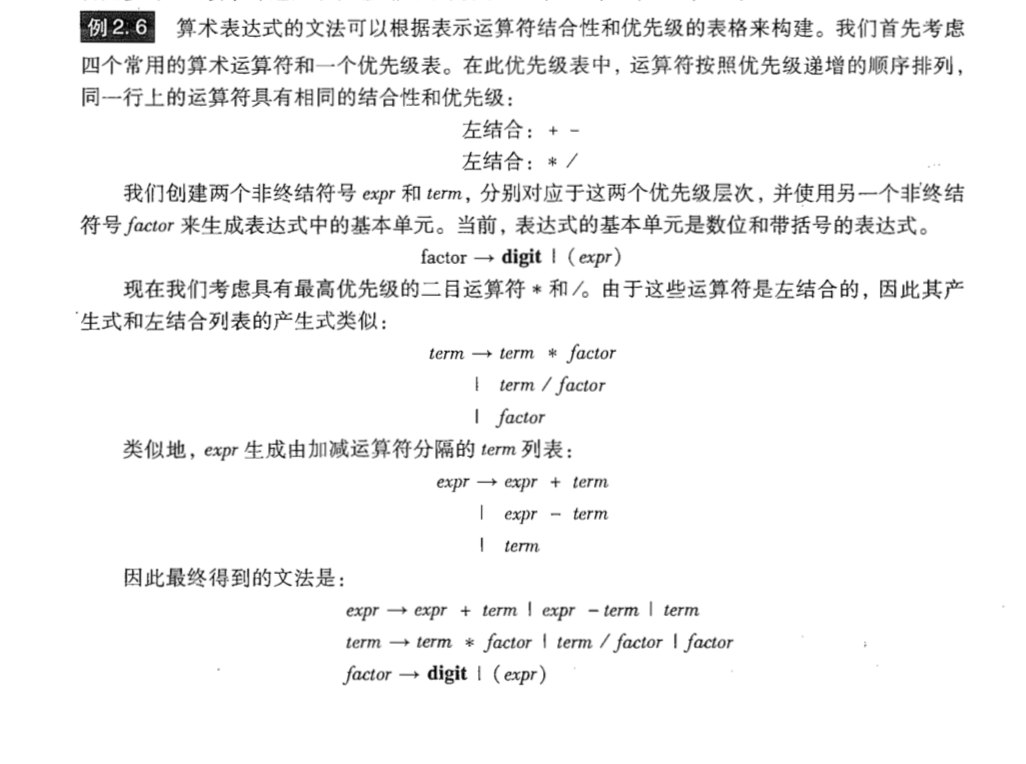 例2.6 算术表达式的文法可以根据表示运算符结合性和优先级的表格来构建。我们首先考虑
四个常用的算术运算符和一个优先级表。在此优先级表中，运算符按照优先级递增的顺序排列，
同一行上的运算符具有相同的结合性和优先级：
左结合：+ -
左结合：* /
我们创建两个非终结符号 expr 和 term，分别对应于这两个优先级层次，并使用另一个非终结
符号 factor 来生成表达式中的基本单元。当前，表达式的基本单元是数位和带括号的表达式。
factor → digit | (expr)
现在我们考虑具有最高优先级的二目运算符 * 和/。由于这些运算符是左结合的，因此其产
生式和左结合列表的产生式类似：
term → term * factor
| term / factor
| factor
类似地，expr 生成由加减运算符分隔的 term 列表：
expr → expr + term
| expr - term
| term
因此最终得到的文法是：
expr → expr + term | expr - term | term
term → term * factor | term / factor | factor
factor → digit | (expr)